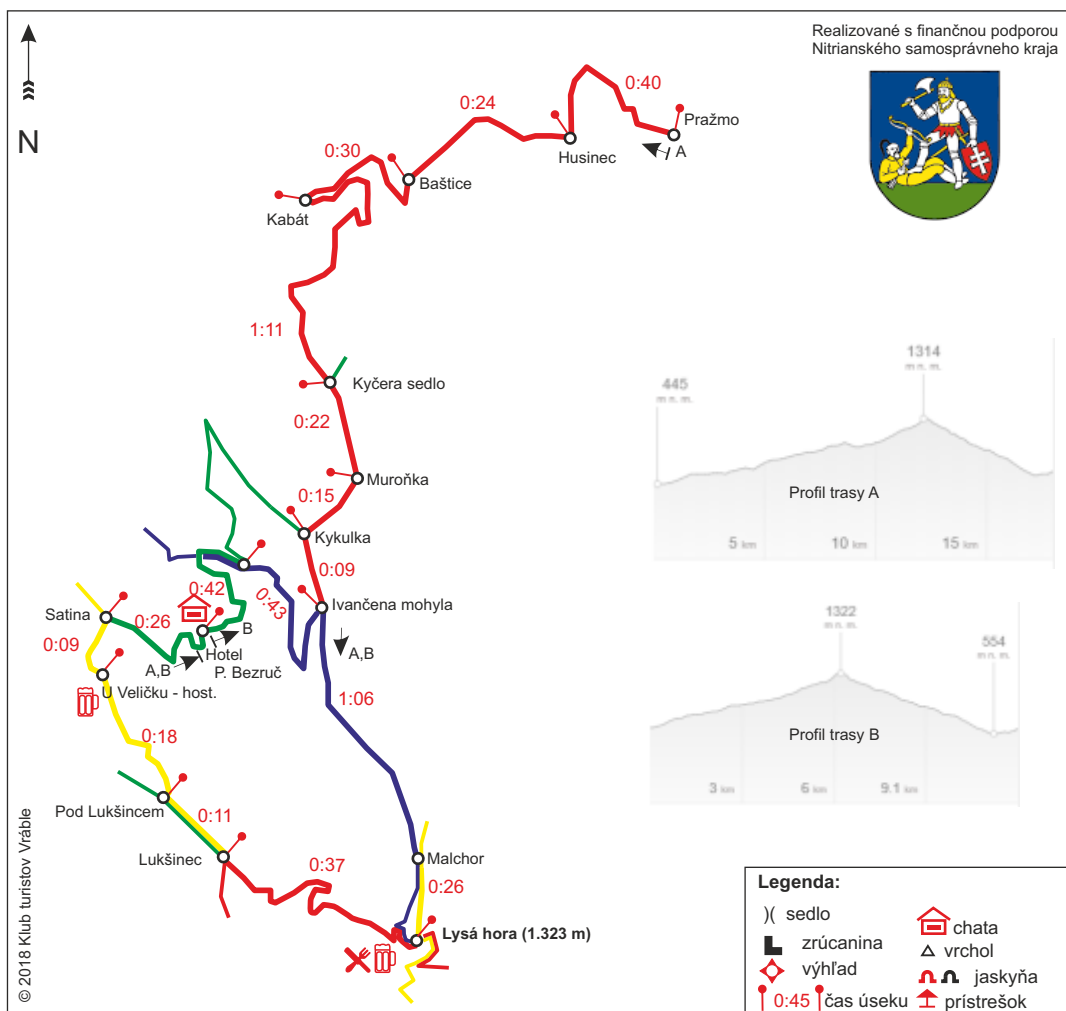 Realizované s finančnou podporou
Nitrianského samosprávneho kraja
N
0:40
0:24
Pražmo
A
Husinec
0:30
Baštice
Kabát
1:11
Kyčera sedlo
0:22
Muroňka
0:15
Kykulka
0:09
Ivančena mohyla
A,B
0:42
0:43
Satina
0:26
B
Hotel
P. Bezruč
A,B
0:09
U Veličku - host.
1:06
0:18
Pod Lukšincem
0:11
Lukšinec
0:37
Malchor
0:26
Lysá hora (1.323 m)
445
m n. m.
1314
m n. m.
Profil trasy A
5 km
10 km
15 km
1322
m n. m.
554
m n. m.
Profil trasy B
3 km
6 km
9.1 km
Legenda:
)( sedlo
zrúcanina
výhľad
0:45 čas úseku
chata
vrchol
jaskyňa
prístrešok
© 2018 Klub turistov Vráble